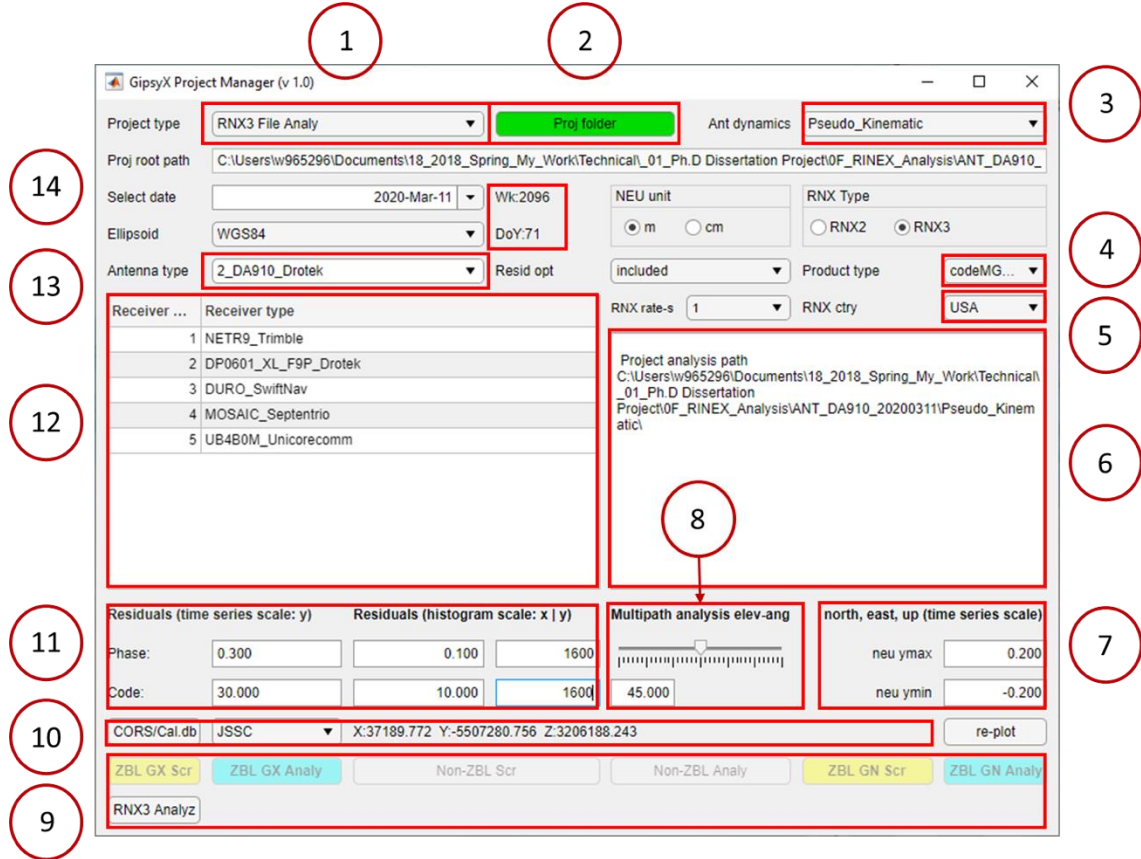 1
2
GipsyX Project Manager (v 1.0)
3
Project type
RNX3 File Analy
Proj folder
Ant dynamics
Pseudo_Kinematic
Proj root path
C:\Users\w965296\Documents\18_2018_Spring_My_Work\Technical\_01_Ph.D Dissertation Project\0F_RINEX_Analysis\ANT_DA910_
14
Select date
2020-Mar-11
Wk:2096
NEU unit
RNX Type
Ellipsoid
WGS84
DoY:71
m
cm
RNX2
RNX3
4
13
Antenna type
2_DA910_Drotek
Resid opt
included
Product type
codeMG...
Receiver ...
Receiver type
RNX rate-s
1
RNX ctry
USA
5
1
NETR9_Trimble
2
DP0601_XL_F9P_Drotek
3
DURO_SwiftNav
4
MOSAIC_Septentrio
5
UB4B0M_Unicorecomm
Project analysis path
C:\Users\w965296\Documents\18_2018_Spring_My_Work\Technical\
_01_Ph.D Dissertation
Project\0F_RINEX_Analysis\ANT_DA910_20200311\Pseudo_Kinem
atic\
12
6
8
11
Residuals (time series scale: y)
Residuals (histogram scale: x | y)
Multipath analysis elev-ang
north, east, up (time series scale)
7
Phase:
0.300
0.100
1600
neu ymax
0.200
Code:
30.000
10.000
1600
45.000
neu ymin
-0.200
10
CORS/Cal.db
JSSC
X:37189.772 Y:-5507280.756 Z:3206188.243
re-plot
ZBL GX Scr
ZBL GX Analy
Non-ZBL Scr
Non-ZBL Analy
ZBL GN Scr
ZBL GN Analy
9
RNX3 Analyz